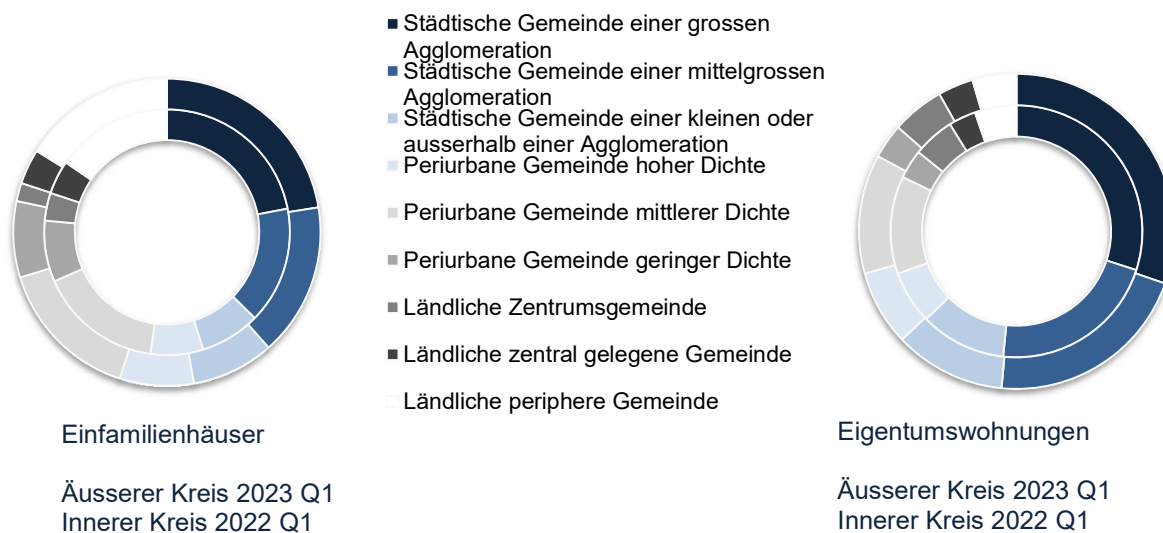 Städtische Gemeinde einer grossen
Agglomeration
Städtische Gemeinde einer mittelgrossen
Agglomeration
Städtische Gemeinde einer kleinen oder
ausserhalb einer Agglomeration
Periurbane Gemeinde hoher Dichte
Periurbane Gemeinde mittlerer Dichte
Periurbane Gemeinde geringer Dichte
Ländliche Zentrumsgemeinde
Ländliche zentral gelegene Gemeinde
Ländliche periphere Gemeinde
Einfamilienhäuser
Äusserer Kreis 2023 Q1
Innerer Kreis 2022 Q1
Eigentumswohnungen
Äusserer Kreis 2023 Q1
Innerer Kreis 2022 Q1